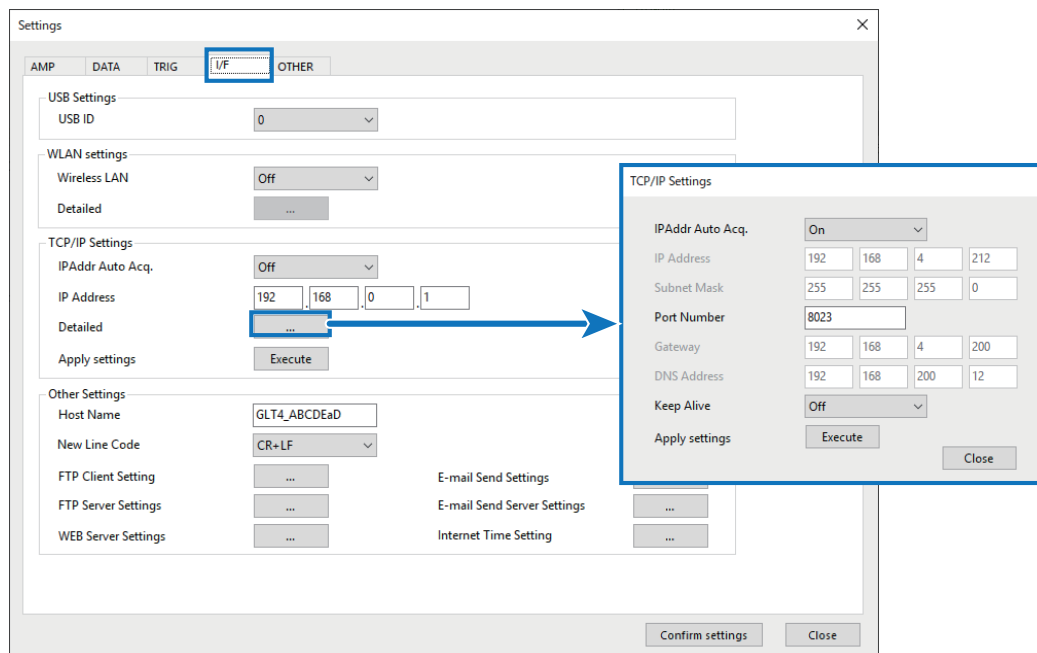 Settings
AMP DATA TRIG I/F OTHER
USB Settings
USB ID 0
WLAN settings
Wireless LAN Off
Detailed ...
TCP/IP Settings
IPAddr Auto Acq. Off
IP Address 192 . 168 . 0 . 1
Detailed ...
Apply settings Execute
Other Settings
Host Name GLT4_ABCDEaD
New Line Code CR+LF
FTP Client Setting ... E-mail Send Settings
FTP Server Settings ... E-mail Send Server Settings ...
WEB Server Settings ... Internet Time Setting ...
Confirm settings Close
TCP/IP Settings
IPAddr Auto Acq. On
IP Address 192 168 4 212
Subnet Mask 255 255 255 0
Port Number 8023
Gateway 192 168 4 200
DNS Address 192 168 200 12
Keep Alive Off
Apply settings Execute
Close